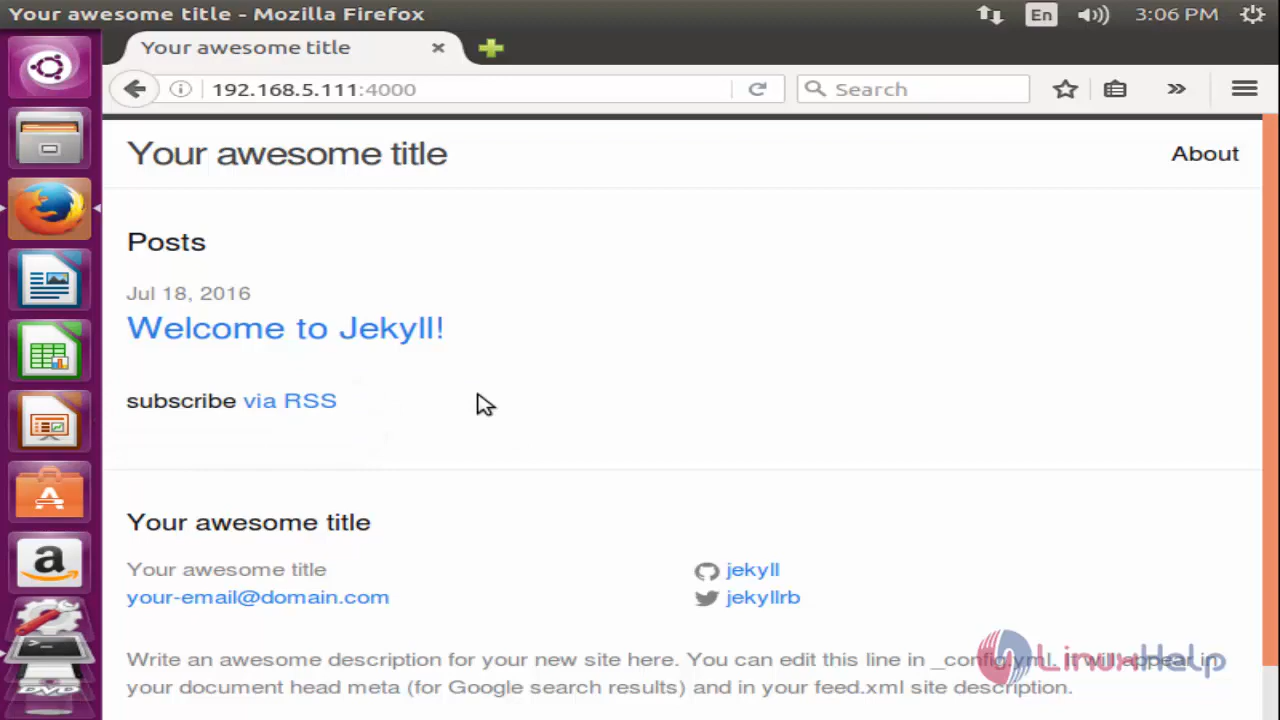 Your awesome title - Mozilla Firefox
En
3:06 PM
Your awesome title
192.168.5.111:4000
Search
Your awesome title
About
Posts
Jul 18, 2016
Welcome to Jekyll!
subscribe via RSS
Your awesome title
Your awesome title
jekyll
your-email@domain.com
jekyllrb
Write an awesome description for your new site here. You can edit this line in _config.yml. It will appear in
your document head meta (for Google search results) and in your feed.xml site description.
LinuxHelp